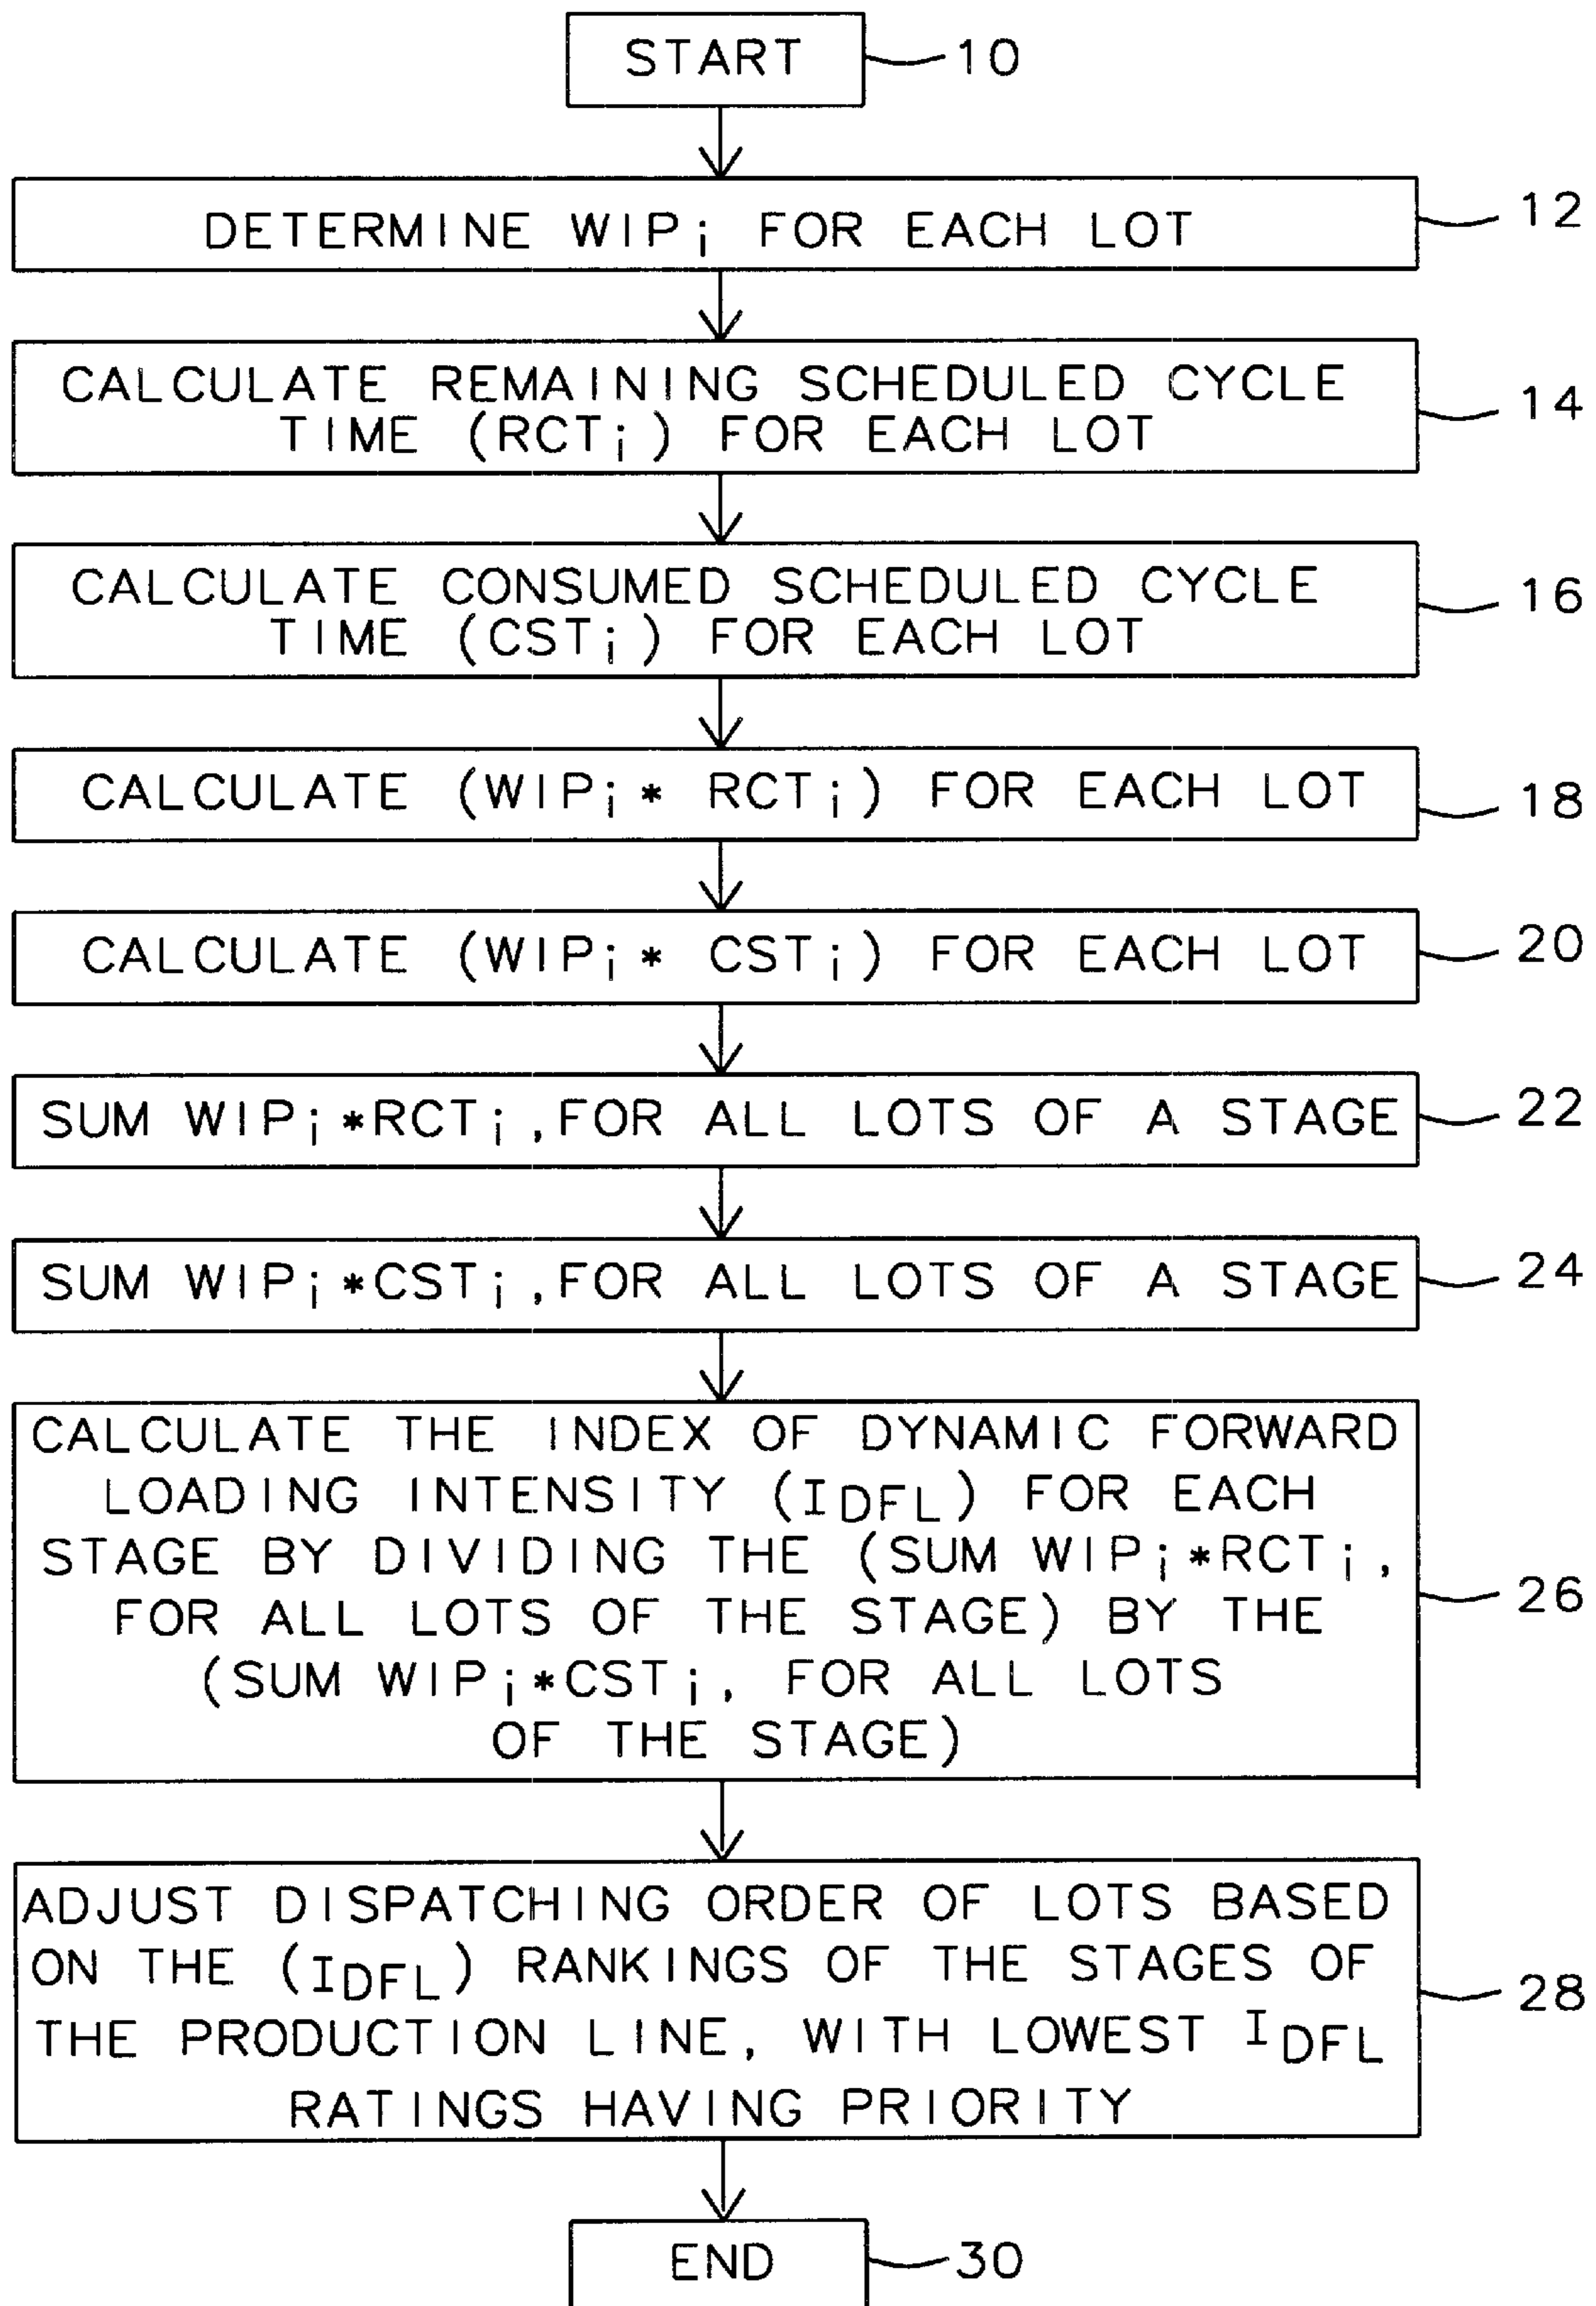 START 10
DETERMINE WIPi FOR EACH LOT 12
CALCULATE REMAINING SCHEDULED CYCLE
TIME (RCTi) FOR EACH LOT 14
CALCULATE CONSUMED SCHEDULED CYCLE
TIME (CSTi) FOR EACH LOT 16
CALCULATE (WIPi* RCTi) FOR EACH LOT 18
CALCULATE (WIPi* CSTi) FOR EACH LOT 20
SUM WIPi*RCTi,FOR ALL LOTS OF A STAGE 22
SUM WIPi*CSTi,FOR ALL LOTS OF A STAGE 24
CALCULATE THE INDEX OF DYNAMIC FORWARD
LOADING INTENSITY (IDFL) FOR EACH
STAGE BY DIVIDING THE (SUM WIPi*RCTi,
FOR ALL LOTS OF THE STAGE) BY THE 26
(SUM WIPi*CSTi, FOR ALL LOTS
OF THE STAGE)
ADJUST DISPATCHING ORDER OF LOTS BASED
ON THE (IDFL) RANKINGS OF THE STAGES OF 28
THE PRODUCTION LINE, WITH LOWEST IDFL
RATINGS HAVING PRIORITY
END 30